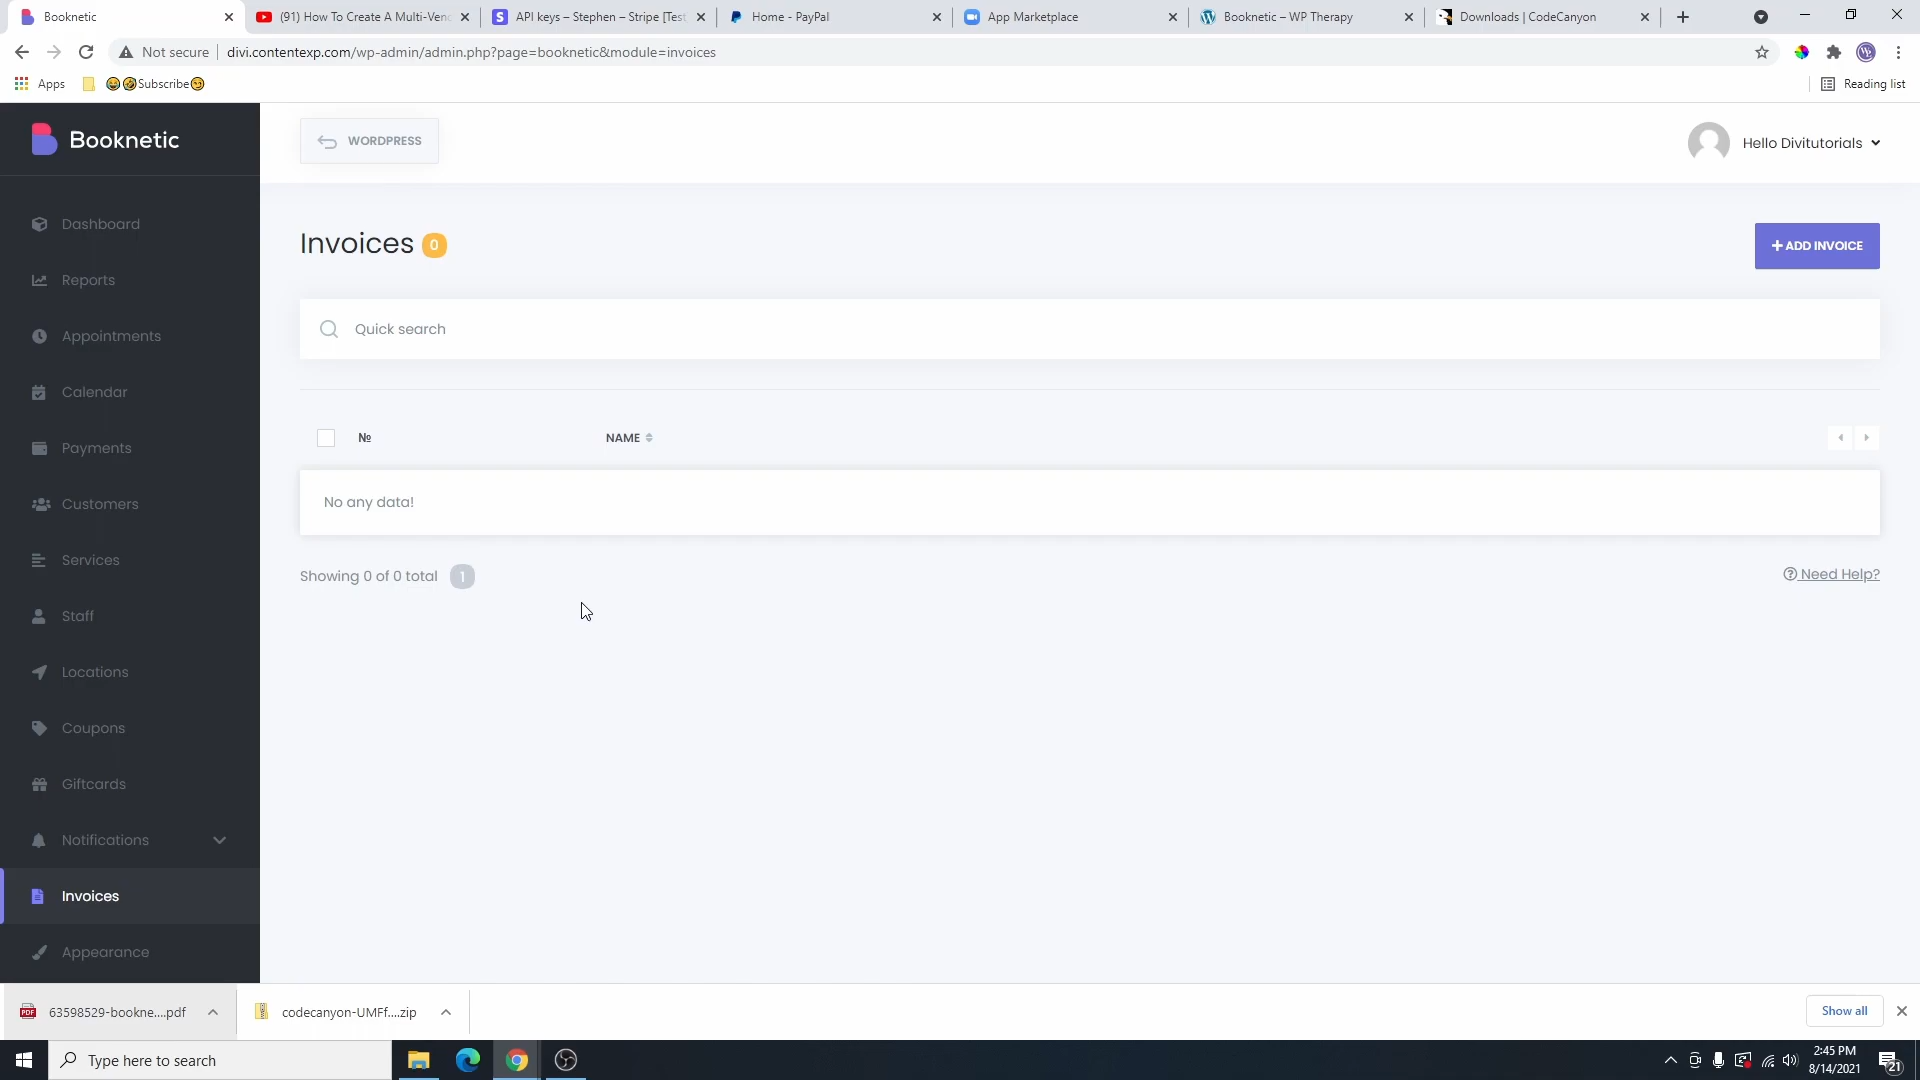 Booknetic
(91) How To Create A Multi-Venc
API keys – Stephen – Stripe [Test
Home - PayPal
App Marketplace
Booknetic – WP Therapy
Downloads | CodeCanyon
Not secure
divi.contentexp.com/wp-admin/admin.php?page=booknetic&module=invoices
Apps
Subscribe
Reading list
Booknetic
WORDPRESS
Hello Divitutorials
Dashboard
Reports
Appointments
Calendar
Payments
Customers
Services
Staff
Locations
Coupons
Giftcards
Notifications
Invoices
Appearance
Invoices 0
+ ADD INVOICE
Quick search
№
NAME
No any data!
Showing 0 of 0 total 1
Need Help?
63598529-bookne....pdf
codecanyon-UMFf....zip
Show all
Type here to search
2:45 PM
8/14/2021
21